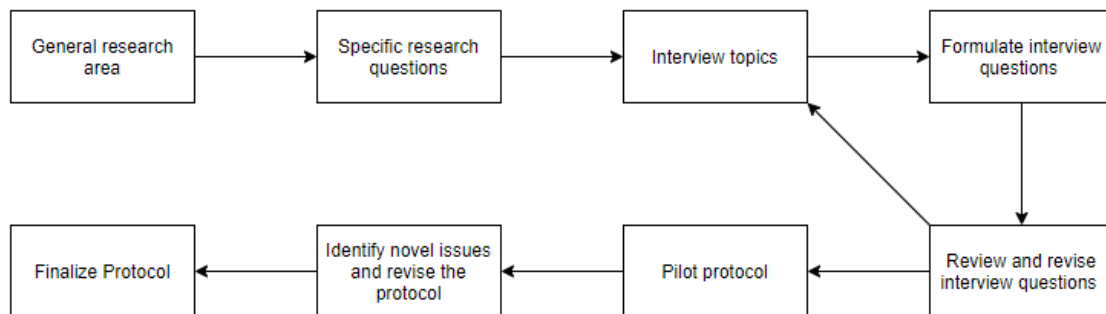 General research
area
Specific research
questions
Interview topics
Formulate interview
questions
Finalize Protocol
Identify novel issues
and revise the
protocol
Pilot protocol
Review and revise
interview questions